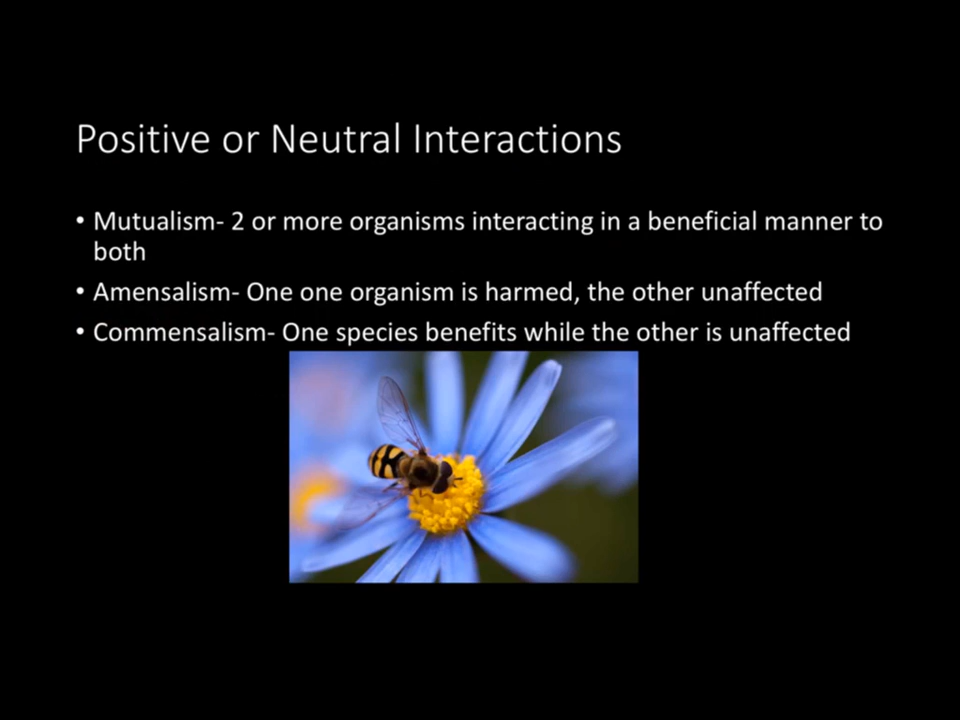 Positive or Neutral Interactions
• Mutualism- 2 or more organisms interacting in a beneficial manner to
both
• Amensalism- One one organism is harmed, the other unaffected
• Commensalism- One species benefits while the other is unaffected